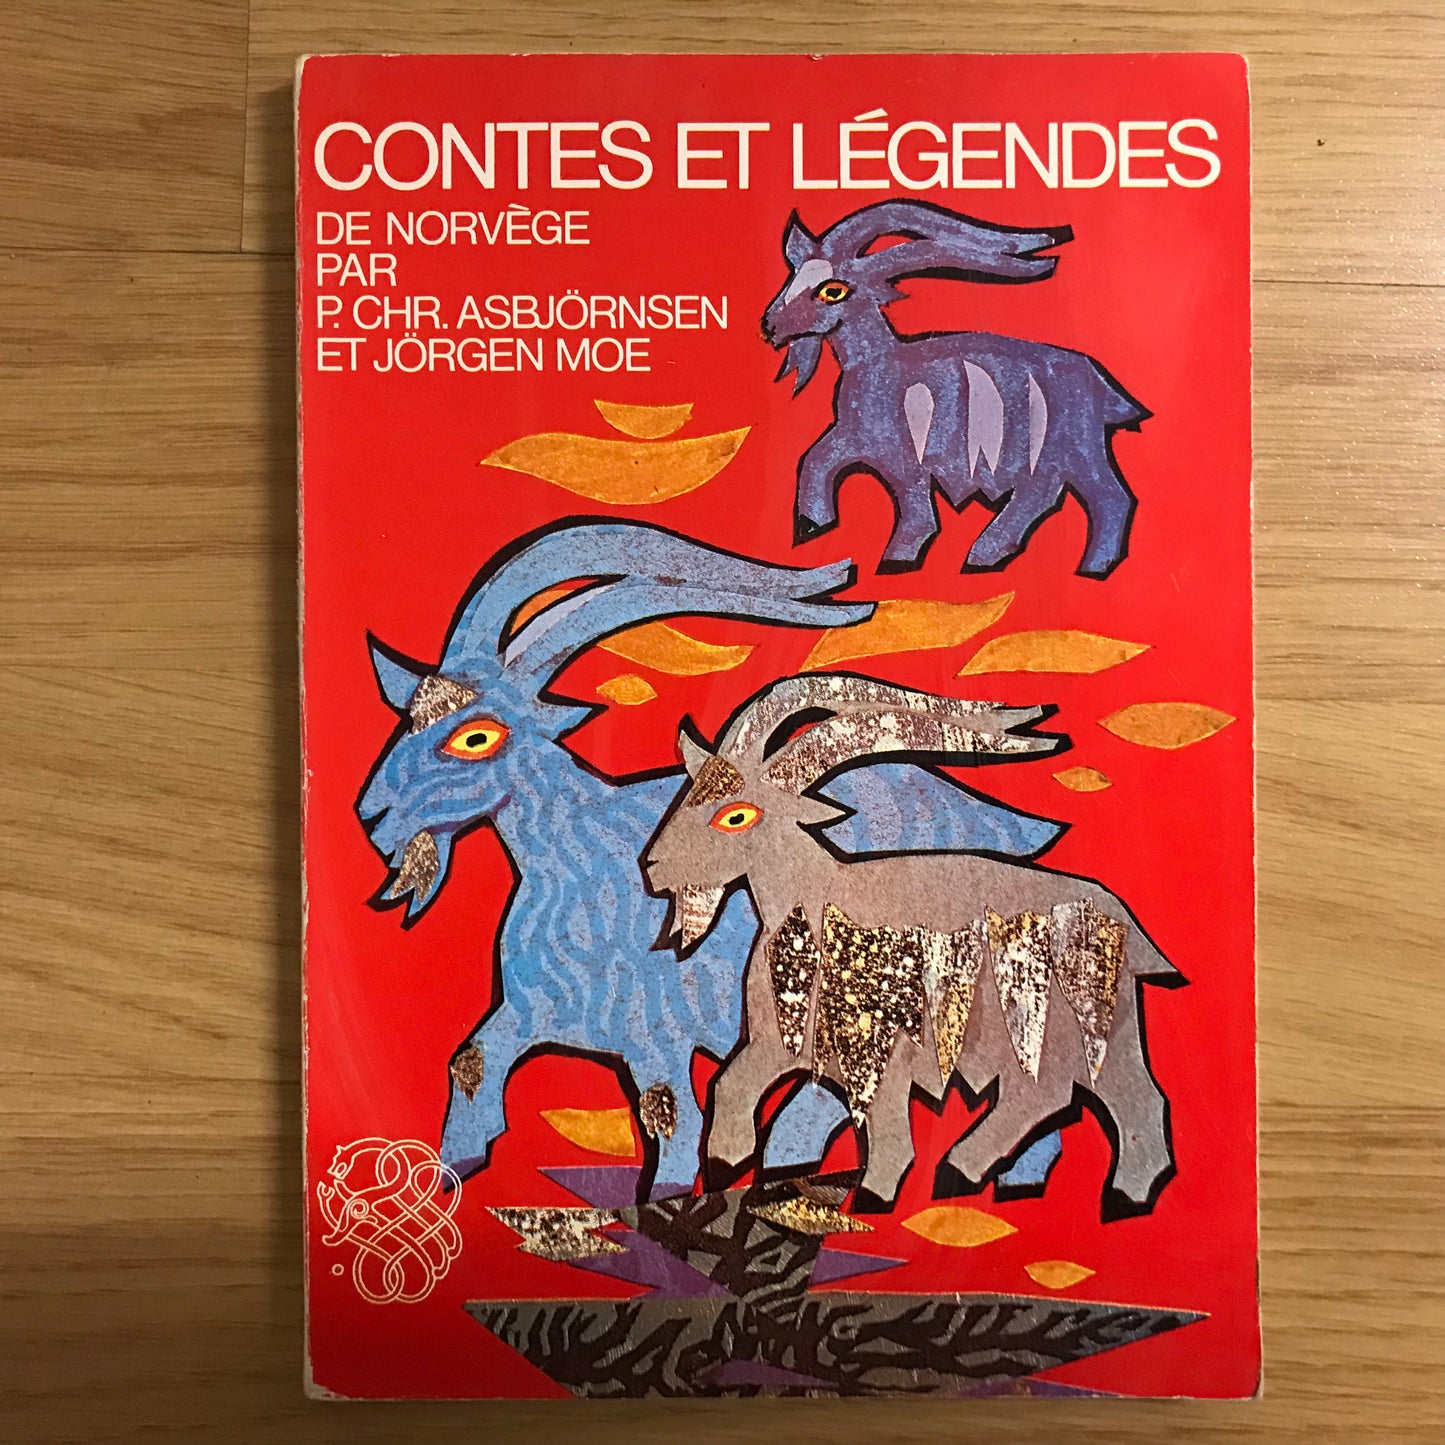 CONTES ET LÉGENDES
DE NORVÈGE
PAR
P. CHR. ASBJÖRNSEN
ET JÖRGEN MOE